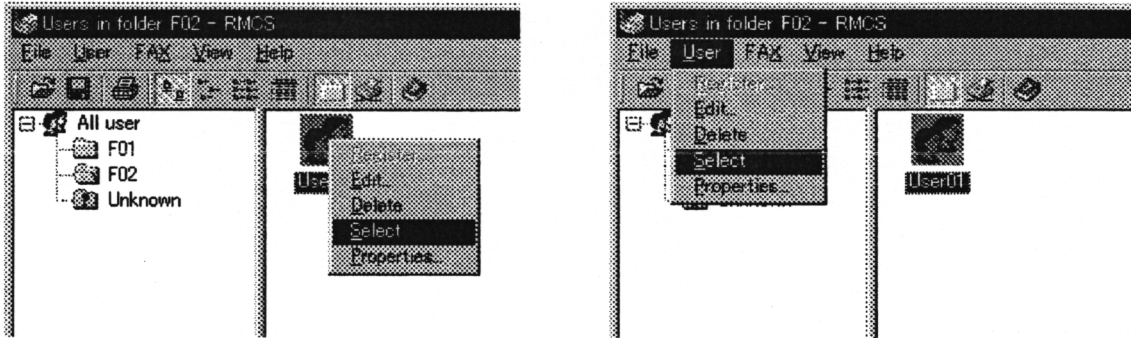 Users in folder F02 - RMCS
File User FAX View Help
All user
F01
F02
Unknown
Register...
Edit...
Delete
Select
Properties...
Users in folder F02 - RMCS
File User FAX View Help
Register...
Edit...
Delete
Select
Properties...
User01